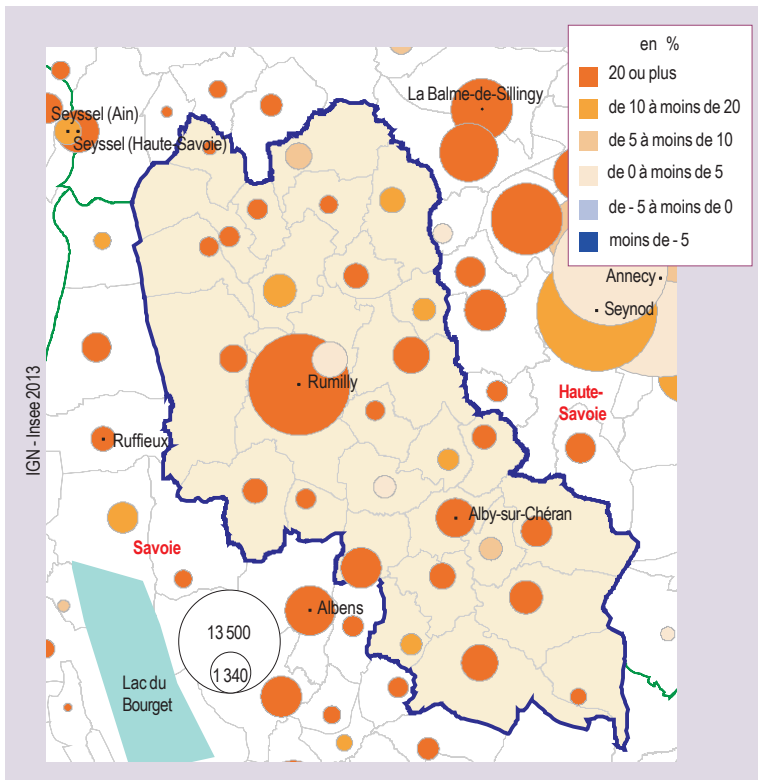 en %
20 ou plus
de 10 à moins de 20
de 5 à moins de 10
de 0 à moins de 5
de - 5 à moins de 0
moins de - 5
La Balme-de-Sillingy
Seyssel (Ain)
Seyssel (Haute-Savoie)
Annecy
Seynod
Rumilly
Haute-
Savoie
Ruffieux
IGN - Insee 2013
Alby-sur-Chéran
Savoie
Albens
13 500
1 340
Lac du
Bourget